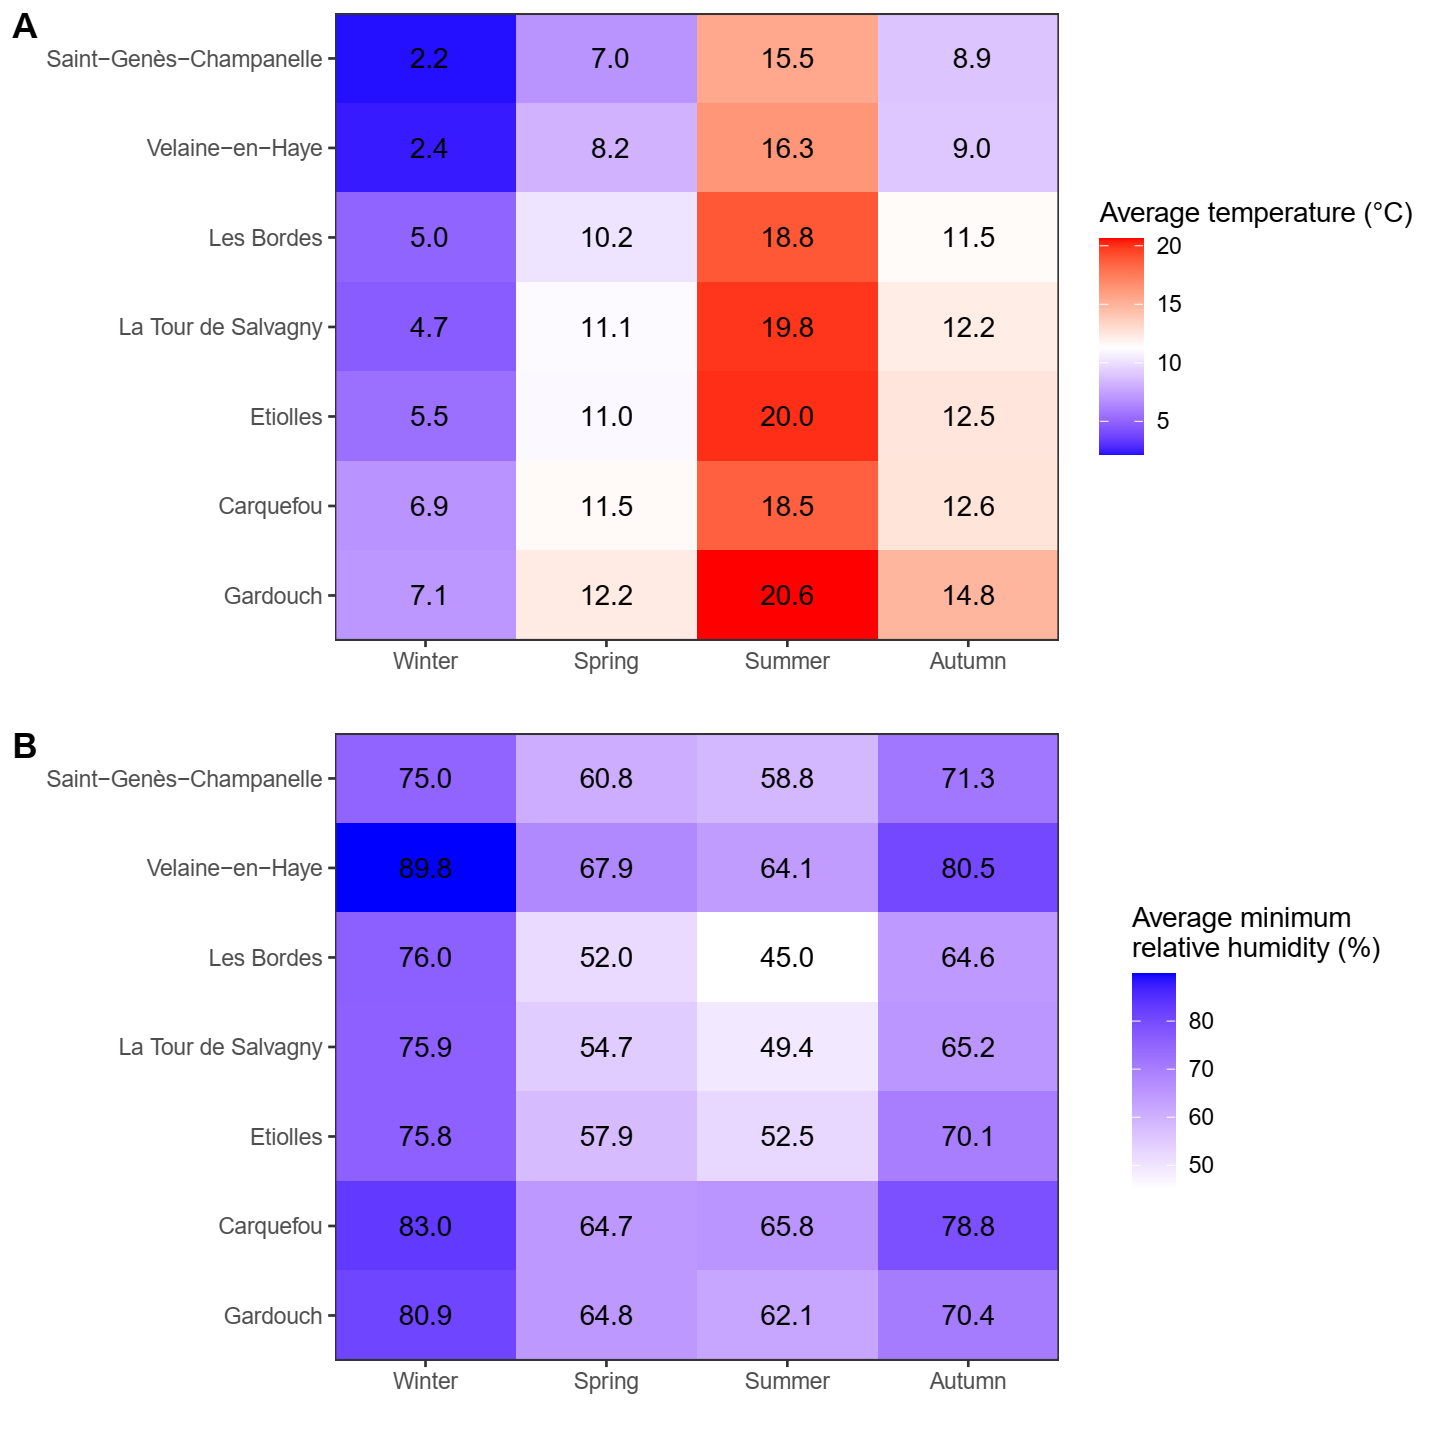 A
Saint−Genès−Champanelle 2.2 7.0 15.5 8.9
Velaine−en−Haye 2.4 8.2 16.3 9.0
Les Bordes 5.0 10.2 18.8 11.5
La Tour de Salvagny 4.7 11.1 19.8 12.2
Etiolles 5.5 11.0 20.0 12.5
Carquefou 6.9 11.5 18.5 12.6
Gardouch 7.1 12.2 20.6 14.8
Winter Spring Summer Autumn
Average temperature (°C)
20
15
10
5
B
Saint−Genès−Champanelle 75.0 60.8 58.8 71.3
Velaine−en−Haye 89.8 67.9 64.1 80.5
Les Bordes 76.0 52.0 45.0 64.6
La Tour de Salvagny 75.9 54.7 49.4 65.2
Etiolles 75.8 57.9 52.5 70.1
Carquefou 83.0 64.7 65.8 78.8
Gardouch 80.9 64.8 62.1 70.4
Winter Spring Summer Autumn
Average minimum
relative humidity (%)
80
70
60
50